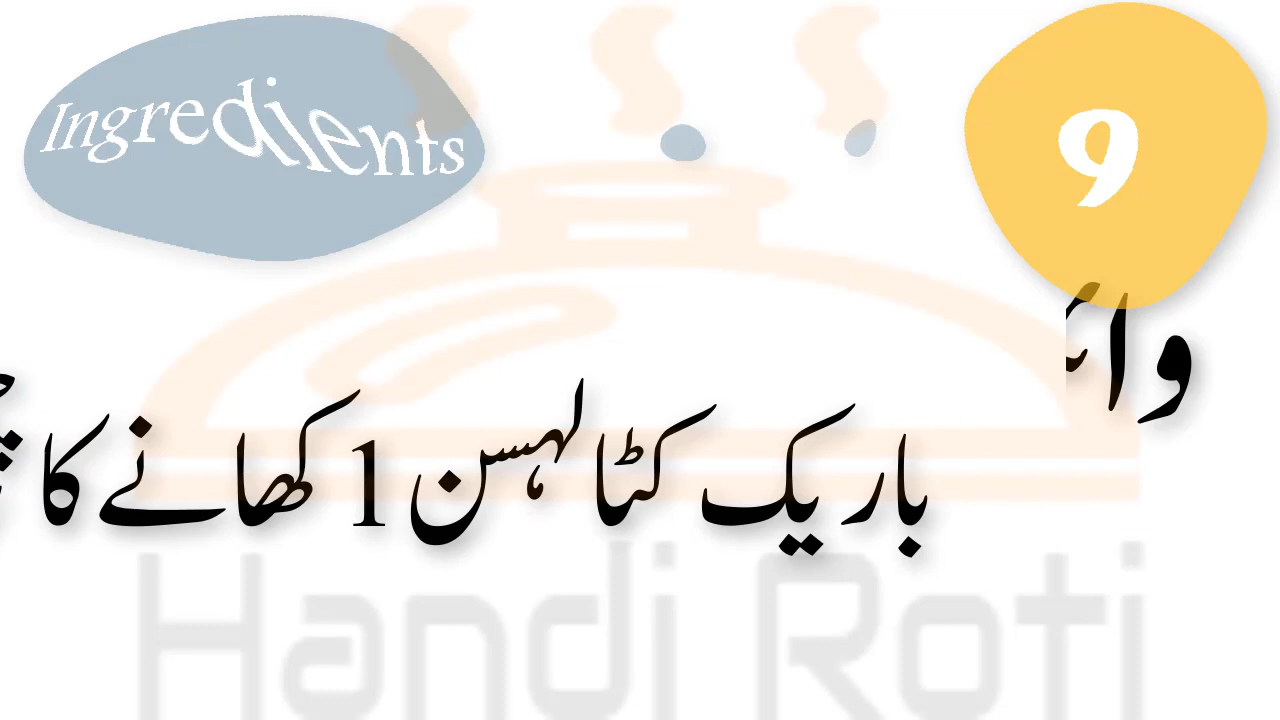 Ingredients
9
باریک کٹا لہسن 1 کھانے کا
Handi Roti